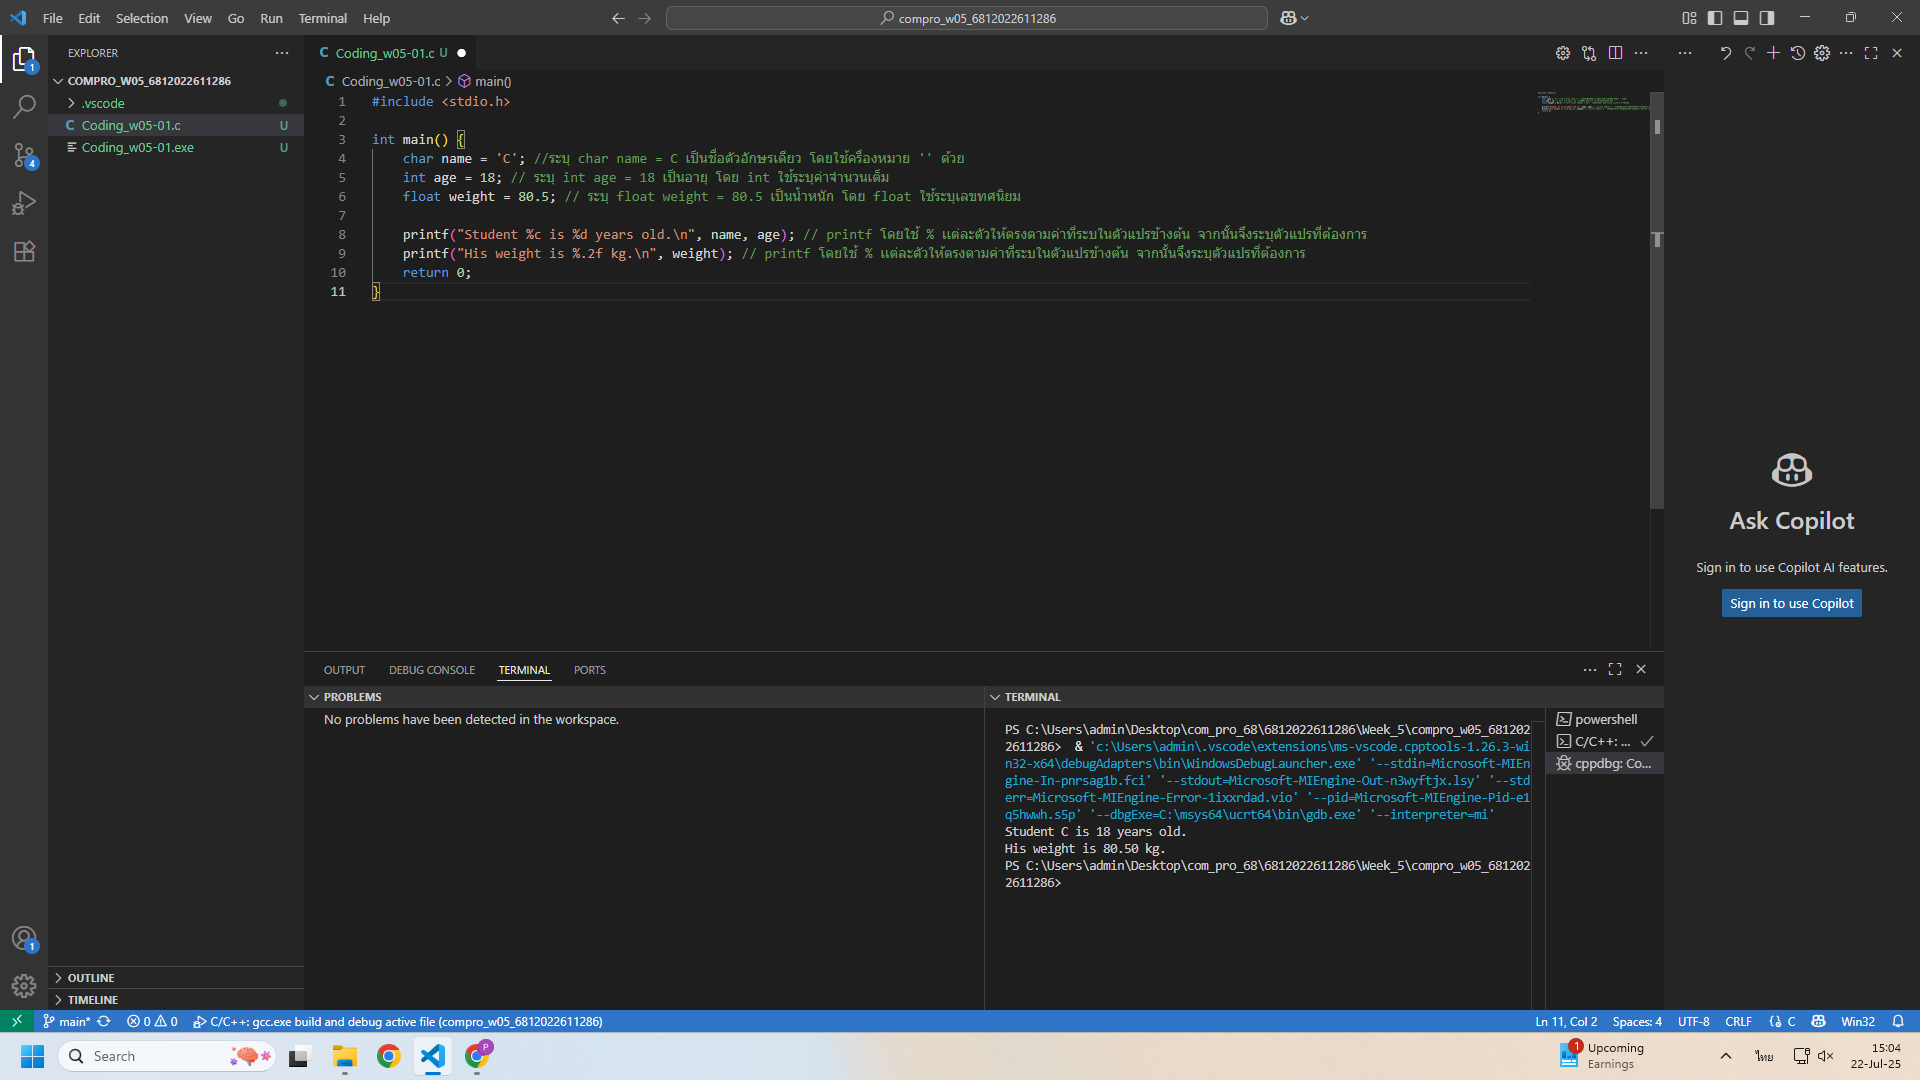 File Edit Selection View Go Run Terminal Help
compro_w05_6812022611286
EXPLORER
COMPRO_W05_6812022611286
.vscode
Coding_w05-01.c U
Coding_w05-01.exe U
OUTLINE
TIMELINE
C Coding_w05-01.c U
C Coding_w05-01.c > main()
1 #include <stdio.h>
2
3 int main() {
4 char name = 'C'; //ระบุ char name = C เป็นชื่อตัวอักษรเดียว โดยใช้ครื่องหมาย '' ด้วย
5 int age = 18; // ระบุ int age = 18 เป็นอายุ โดย int ใช้ระบุค่าจำนวนเต็ม
6 float weight = 80.5; // ระบุ float weight = 80.5 เป็นน้ำหนัก โดย float ใช้ระบุเลขทศนิยม
7
8 printf("Student %c is %d years old.\n", name, age); // printf โดยใช้ % แต่ละตัวให้ตรงตามค่าที่ระบุในตัวแปรข้างต้น จากนั้นจึงระบุตัวแปรที่ต้องการ
9 printf("His weight is %.2f kg.\n", weight); // printf โดยใช้ % แต่ละตัวให้ตรงตามค่าที่ระบุในตัวแปรข้างต้น จากนั้นจึงระบุตัวแปรที่ต้องการ
10 return 0;
11 }
Ask Copilot
Sign in to use Copilot AI features.
Sign in to use Copilot
OUTPUT DEBUG CONSOLE TERMINAL PORTS
PROBLEMS
No problems have been detected in the workspace.
TERMINAL
PS C:\Users\admin\Desktop\com_pro_68\6812022611286\Week_5\compro_w05_681202
2611286> & 'c:\Users\admin\.vscode\extensions\ms-vscode.cpptools-1.26.3-wi
n32-x64\debugAdapters\bin\WindowsDebugLauncher.exe' '--stdin=Microsoft-MIEn
gine-In-pnrsag1b.fci' '--stdout=Microsoft-MIEngine-Out-n3wyftjx.lsy' '--std
err=Microsoft-MIEngine-Error-1ixxrdad.vio' '--pid=Microsoft-MIEngine-Pid-e1
q5hwwh.s5p' '--dbgExe=C:\msys64\ucrt64\bin\gdb.exe' '--interpreter=mi'
Student C is 18 years old.
His weight is 80.50 kg.
PS C:\Users\admin\Desktop\com_pro_68\6812022611286\Week_5\compro_w05_681202
2611286>
powershell
C/C++: ...
cppdbg: Co...
main* 0 0 C/C++: gcc.exe build and debug active file (compro_w05_6812022611286)
Ln 11, Col 2 Spaces: 4 UTF-8 CRLF C Win32
Search
Upcoming
Earnings
ไทย
15:04
22-Jul-25